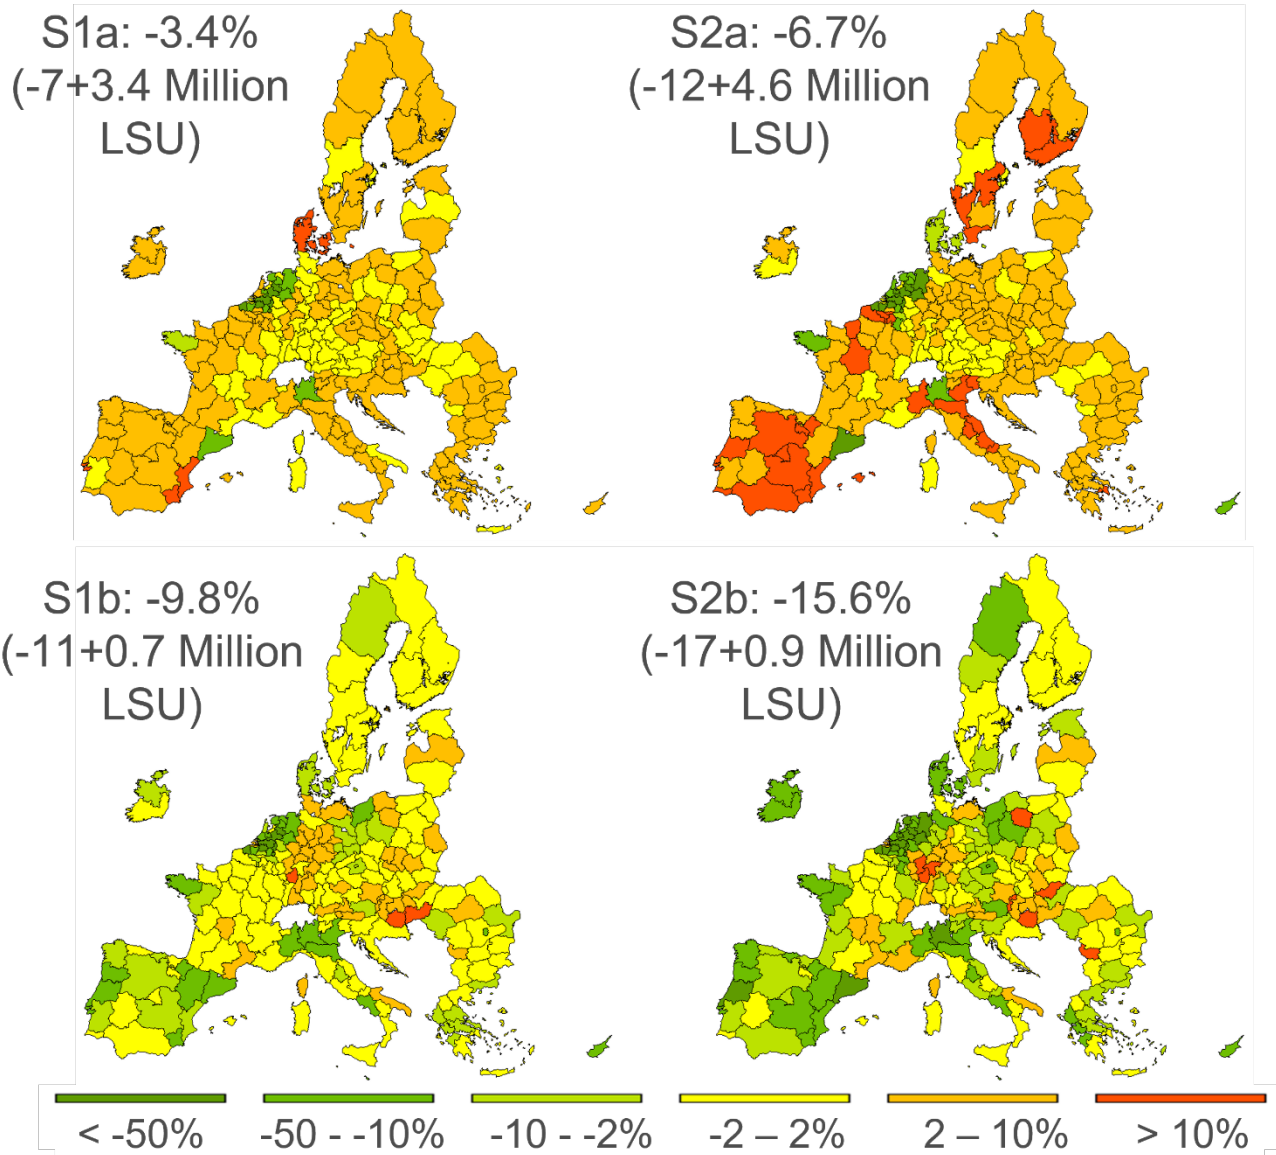 S1a: -3.4%
(-7+3.4 Million
LSU)
S2a: -6.7%
(-12+4.6 Million
LSU)
S1b: -9.8%
(-11+0.7 Million
LSU)
S2b: -15.6%
(-17+0.9 Million
LSU)
< -50%
-50 - -10%
-10 - -2%
-2 – 2%
2 – 10%
> 10%